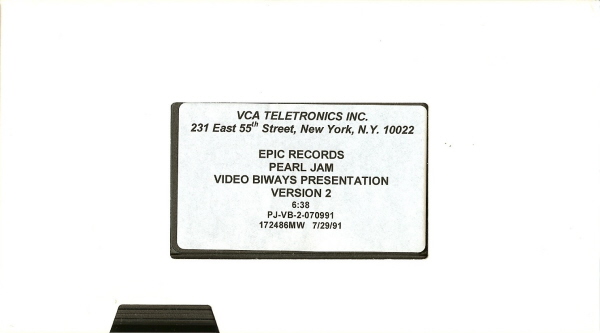 VCA TELETRONICS INC.
231 East 55th Street, New York, N.Y. 10022
EPIC RECORDS
PEARL JAM
VIDEO BIWAYS PRESENTATION
VERSION 2
6:38
PJ-VB-2-070991
172486MW 7/29/91